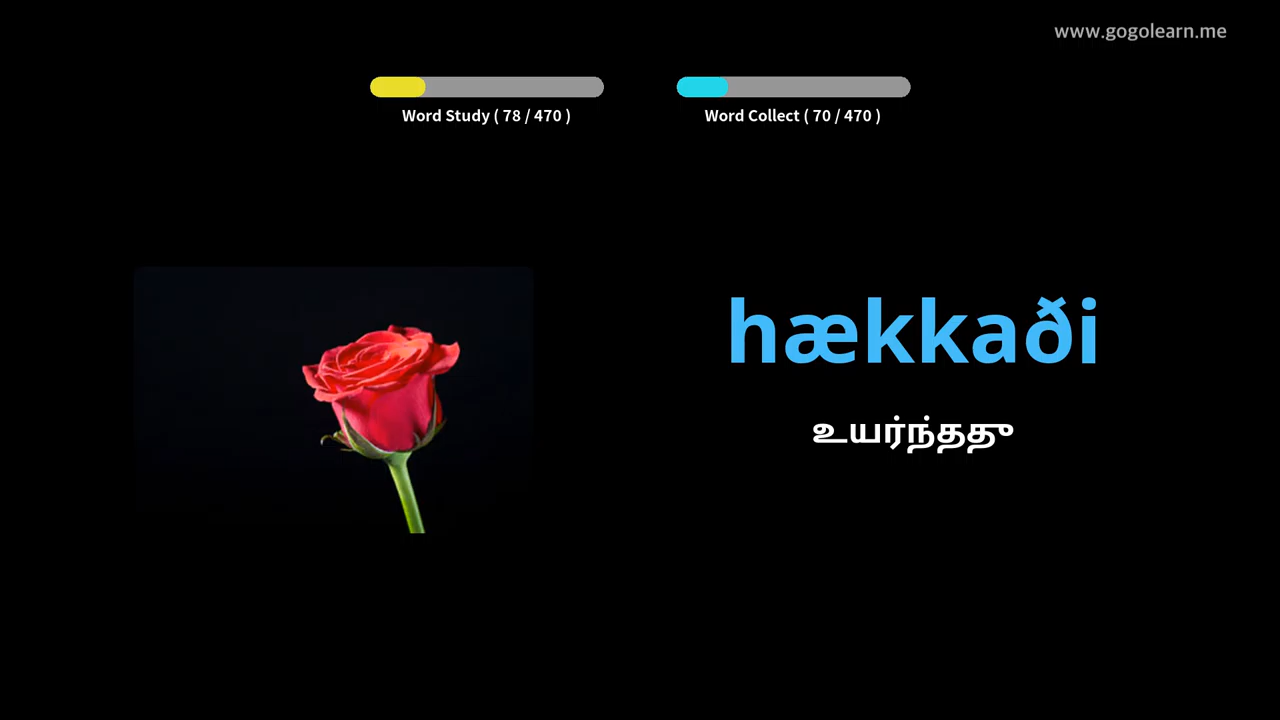 www.gogolearn.me
Word Study ( 78 / 470 )
Word Collect ( 70 / 470 )
hækkaði
உயர்ந்தது